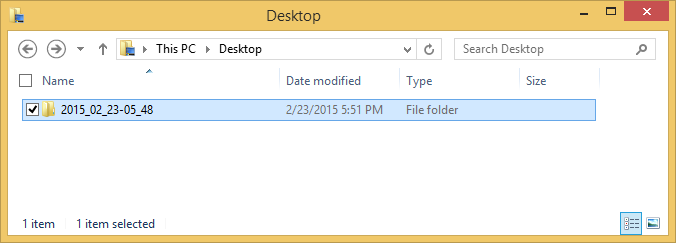 Desktop
This PC Desktop Search Desktop
Name Date modified Type Size
2015_02_23-05_48 2/23/2015 5:51 PM File folder
1 item 1 item selected